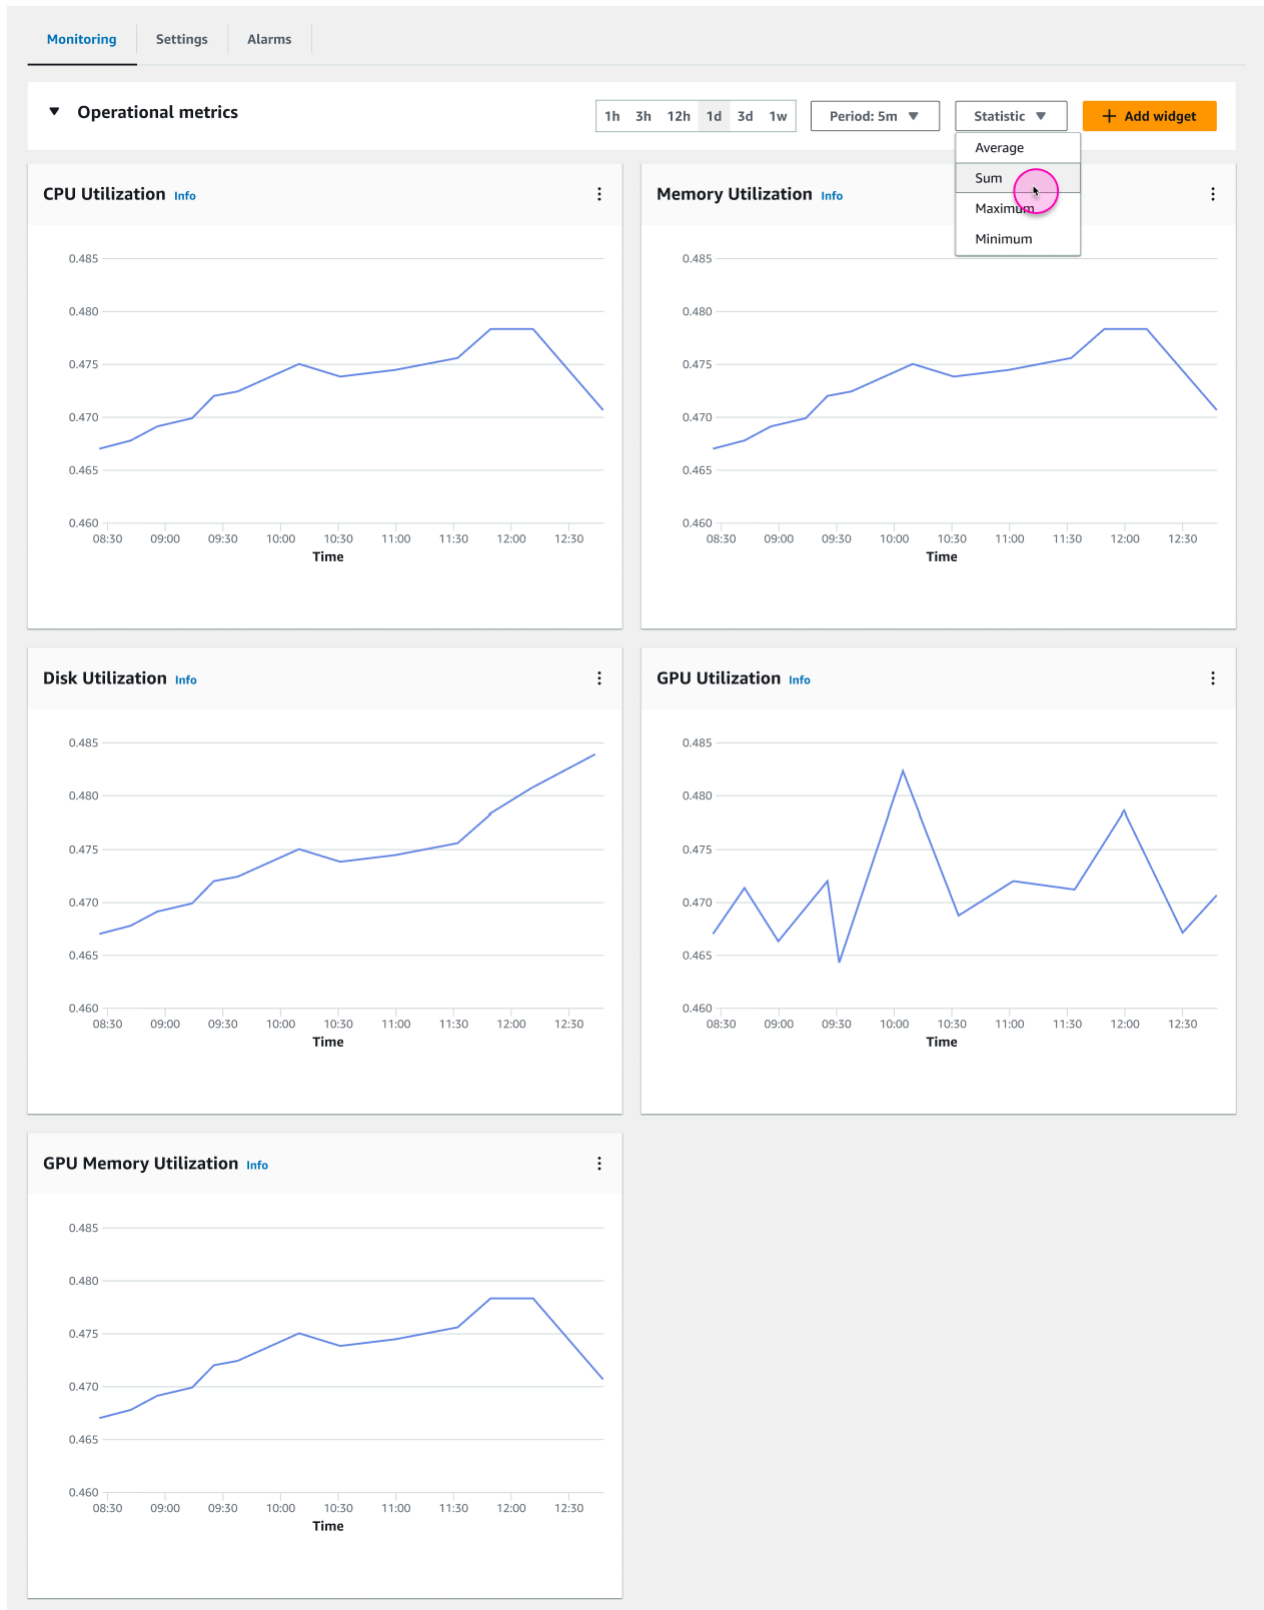 Monitoring Settings Alarms
▼ Operational metrics 1h 3h 12h 1d 3d 1w Period: 5m ▼ Statistic ▼ + Add widget
Average
Sum
Maximum
Minimum
CPU Utilization Info
0.485
0.480
0.475
0.470
0.465
0.460
08:30 09:00 09:30 10:00 10:30 11:00 11:30 12:00 12:30
Time
Memory Utilization Info
0.485
0.480
0.475
0.470
0.465
0.460
08:30 09:00 09:30 10:00 10:30 11:00 11:30 12:00 12:30
Time
Disk Utilization Info
0.485
0.480
0.475
0.470
0.465
0.460
08:30 09:00 09:30 10:00 10:30 11:00 11:30 12:00 12:30
Time
GPU Utilization Info
0.485
0.480
0.475
0.470
0.465
0.460
08:30 09:00 09:30 10:00 10:30 11:00 11:30 12:00 12:30
Time
GPU Memory Utilization Info
0.485
0.480
0.475
0.470
0.465
0.460
08:30 09:00 09:30 10:00 10:30 11:00 11:30 12:00 12:30
Time